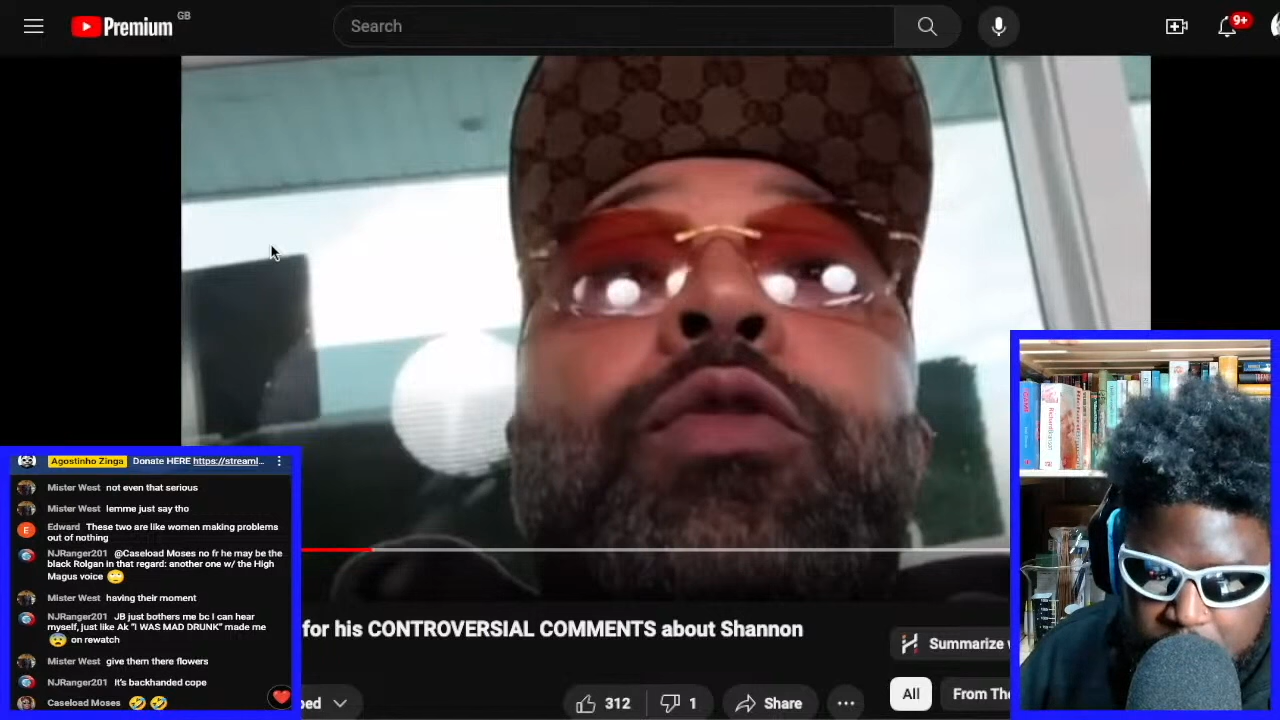 Premium GB
Search
9+
Agostinho Zinga Donate HERE https://streaml...
Mister West not even that serious
Mister West lemme just say tho
E Edward These two are like women making problems
out of nothing
NJRanger201 @Caseload Moses no fr he may be the
black Rolgan in that regard: another one w/ the High
Magus voice 🙄
Mister West having their moment
NJRanger201 JB just bothers me bc I can hear
myself, just like Ak "I WAS MAD DRUNK" made me
😨 on rewatch
Mister West give them there flowers
NJRanger201 It's backhanded cope
Caseload Moses 🤣 🤣
for his CONTROVERSIAL COMMENTS about Shannon
Summarize
312
1
Share
...
All
From